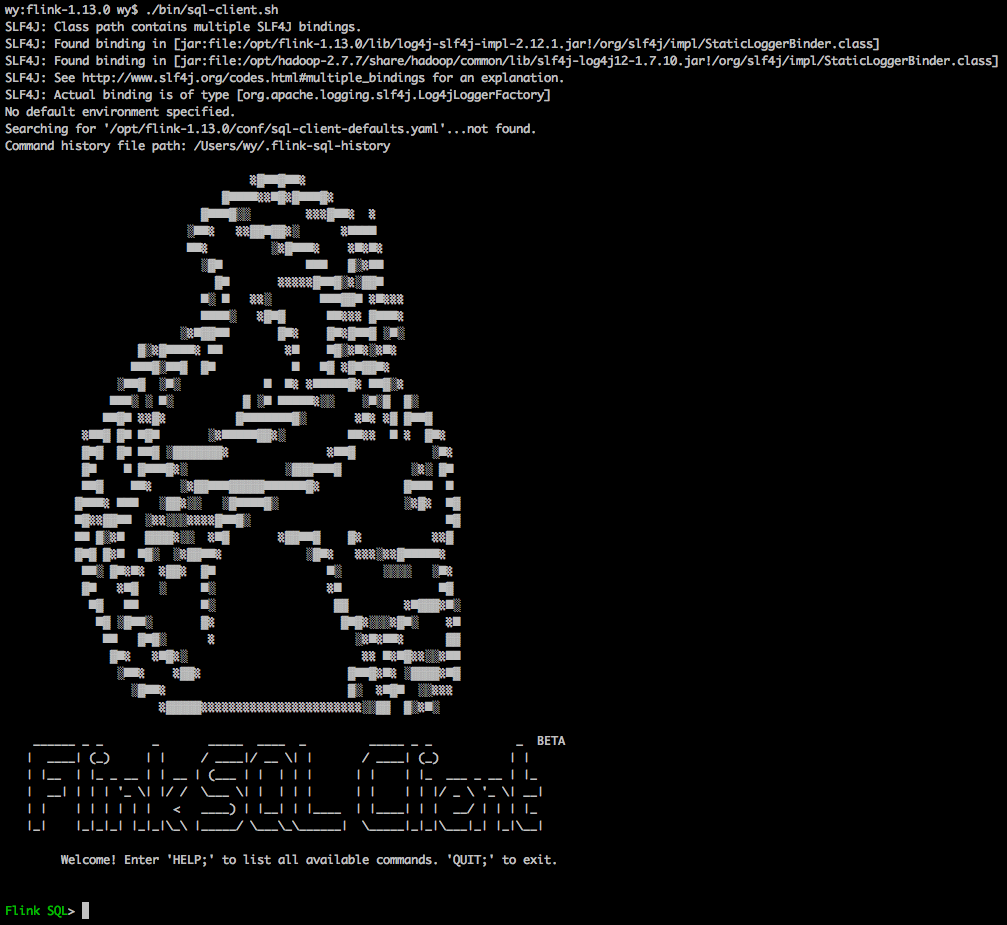 wy:flink-1.13.0 wy$ ./bin/sql-client.sh
SLF4J: Class path contains multiple SLF4J bindings.
SLF4J: Found binding in [jar:file:/opt/flink-1.13.0/lib/log4j-slf4j-impl-2.12.1.jar!/org/slf4j/impl/StaticLoggerBinder.class]
SLF4J: Found binding in [jar:file:/opt/hadoop-2.7.7/share/hadoop/common/lib/slf4j-log4j12-1.7.10.jar!/org/slf4j/impl/StaticLoggerBinder.class]
SLF4J: See http://www.slf4j.org/codes.html#multiple_bindings for an explanation.
SLF4J: Actual binding is of type [org.apache.logging.slf4j.Log4jLoggerFactory]
No default environment specified.
Searching for '/opt/flink-1.13.0/conf/sql-client-defaults.yaml'...not found.
Command history file path: /Users/wy/.flink-sql-history
Flink SQL Client BETA
Welcome! Enter 'HELP;' to list all available commands. 'QUIT;' to exit.
Flink SQL>